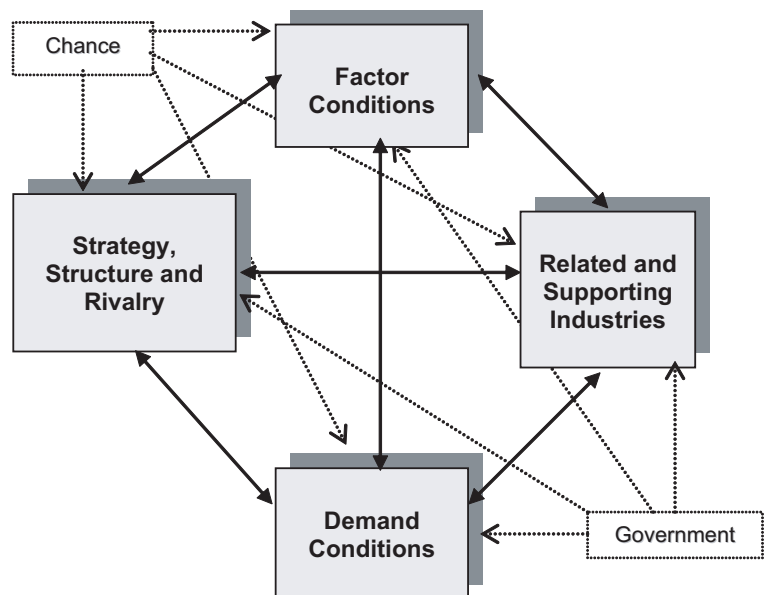 Chance
Factor
Conditions
Strategy,
Structure and
Rivalry
Related and
Supporting
Industries
Demand
Conditions
Government